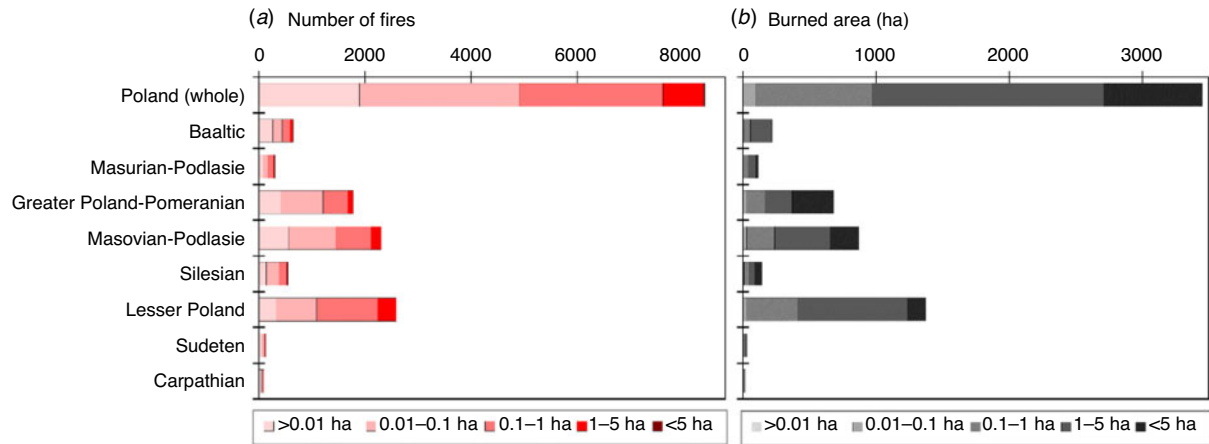 (a) Number of fires
(b) Burned area (ha)
0 2000 4000 6000 8000
0 1000 2000 3000
Poland (whole)
Baaltic
Masurian-Podlasie
Greater Poland-Pomeranian
Masovian-Podlasie
Silesian
Lesser Poland
Sudeten
Carpathian
>0.01 ha 0.01–0.1 ha 0.1–1 ha 1–5 ha <5 ha
>0.01 ha 0.01–0.1 ha 0.1–1 ha 1–5 ha <5 ha